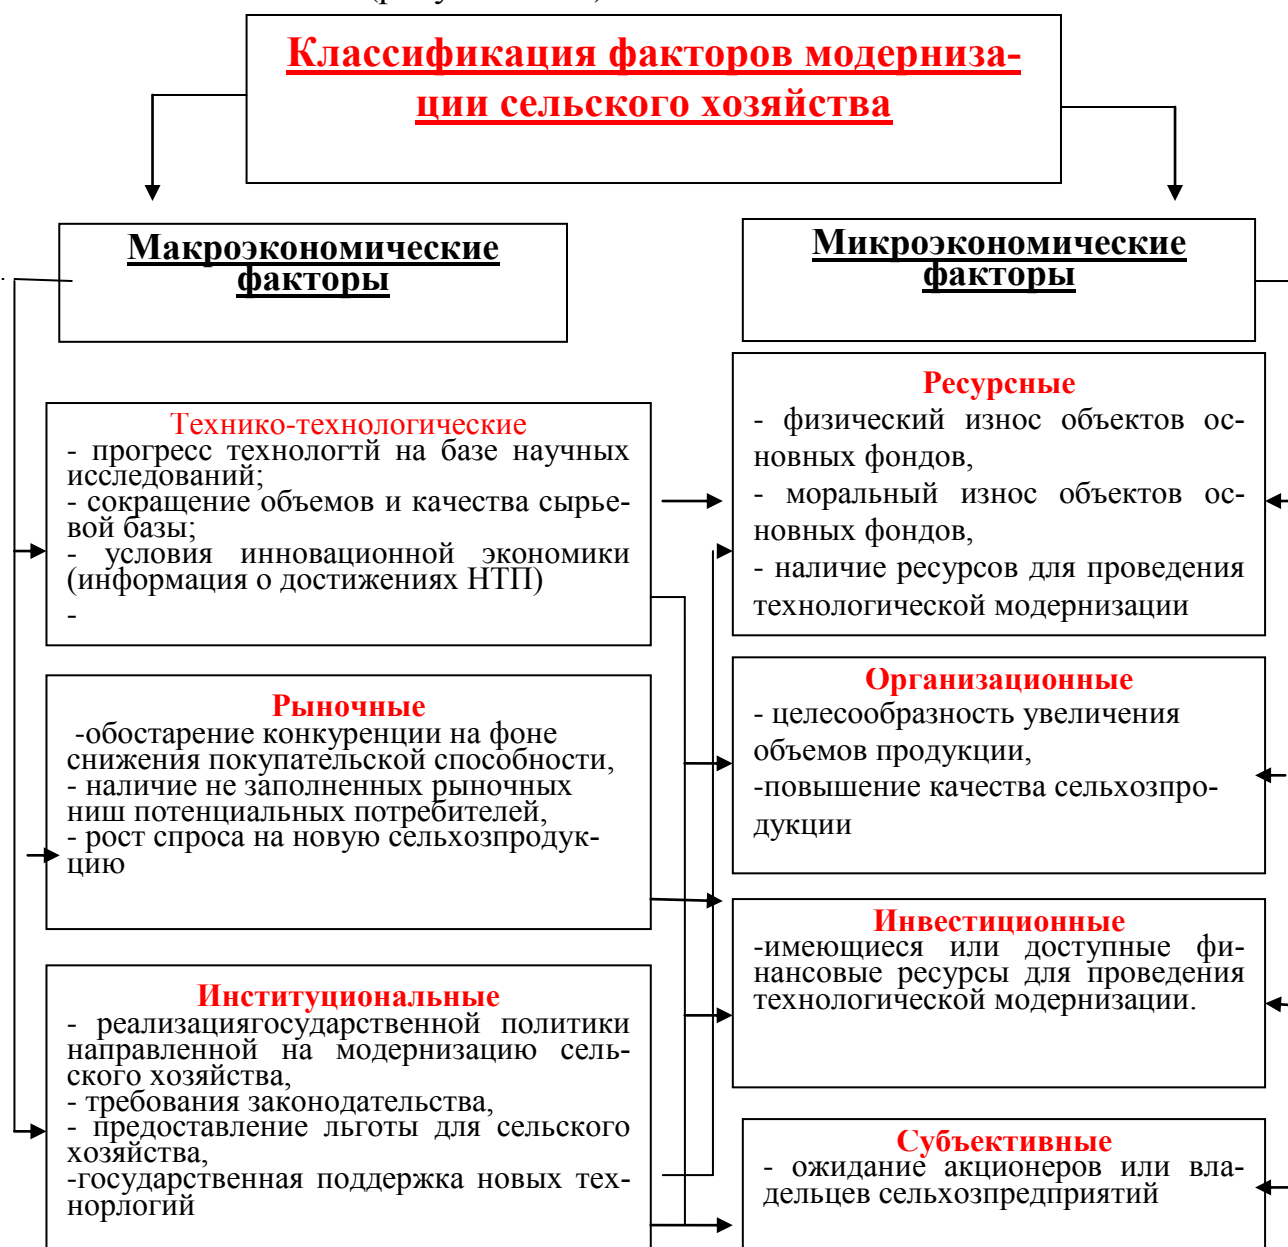 Классификация факторов модерниза-
ции сельского хозяйства
Макроэкономические
факторы
Микроэкономические
факторы
Технико-технологические
- прогресс технологтй на базе научных
исследований;
- сокращение объемов и качества сырье-
вой базы;
- условия инновационной экономики
(информация о достижениях НТП)
-
Рыночные
-обостарение конкуренции на фоне
снижения покупательской способности,
- наличие не заполненных рыночных
ниш потенциальных потребителей,
- рост спроса на новую сельхозпродук-
цию
Институциональные
- реализациягосударственной политики
направленной на модернизацию сель-
ского хозяйства,
- требования законодательства,
- предоставление льготы для сельского
хозяйства,
-государственная поддержка новых тех-
норлогий
Ресурсные
- физический износ объектов ос-
новных фондов,
- моральный износ объектов ос-
новных фондов,
- наличие ресурсов для проведения
технологической модернизации
Организационные
- целесообразность увеличения
объемов продукции,
-повышение качества сельхозпро-
дукции
Инвестиционные
-имеющиеся или доступные фи-
нансовые ресурсы для проведения
технологической модернизации.
Субъективные
- ожидание акционеров или вла-
дельцев сельхозпредприятий